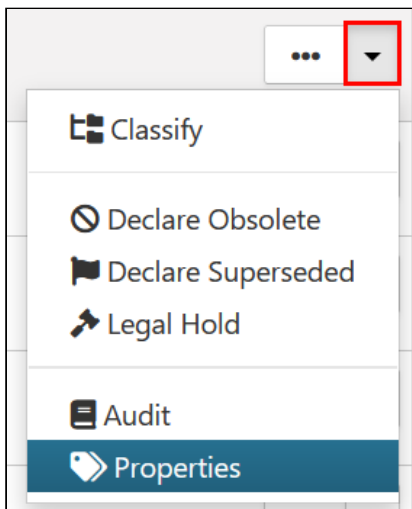 Classify
Declare Obsolete
Declare Superseded
Legal Hold
Audit
Properties